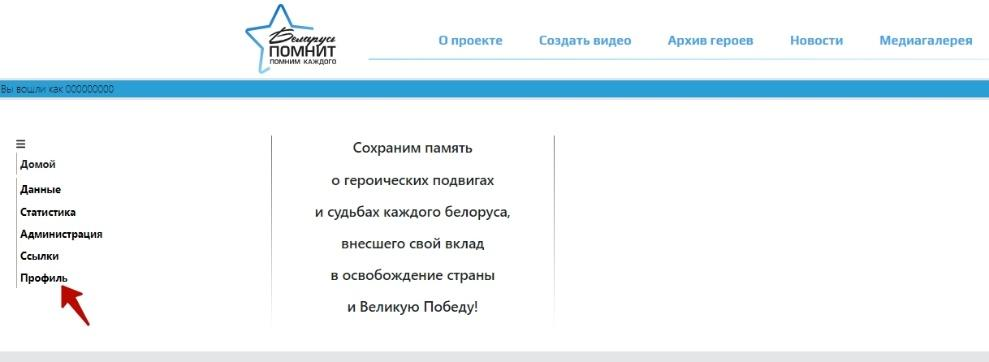 Беларусь
ПОМНИТ
ПОМНИМ КАЖДОГО
О проекте
Создать видео
Архив героев
Новости
Медиагалерея
Вы вошли как 000000000
Домой
Данные
Статистика
Администрация
Ссылки
Профиль
Сохраним память
о героических подвигах
и судьбах каждого белоруса,
внесшего свой вклад
в освобождение страны
и Великую Победу!